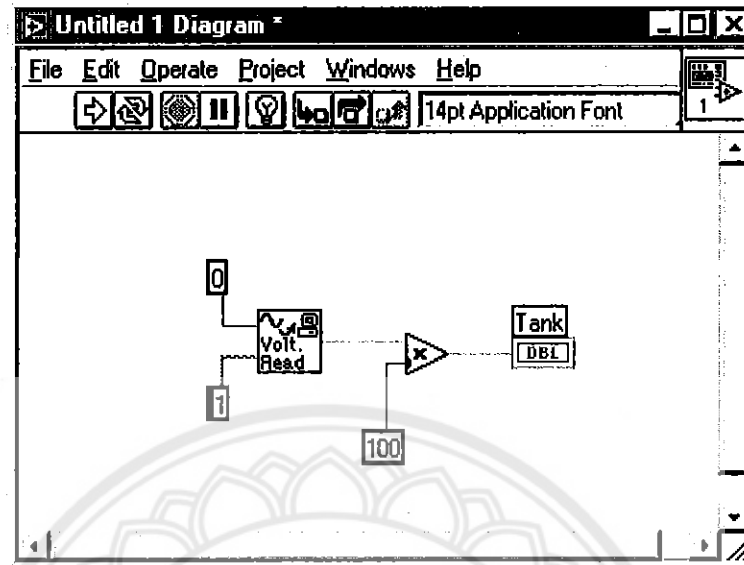 Untitled 1 Diagram *
File Edit Operate Project Windows Help
14pt Application Font
1
0
Volt.
Read
1
100
Tank
DBL